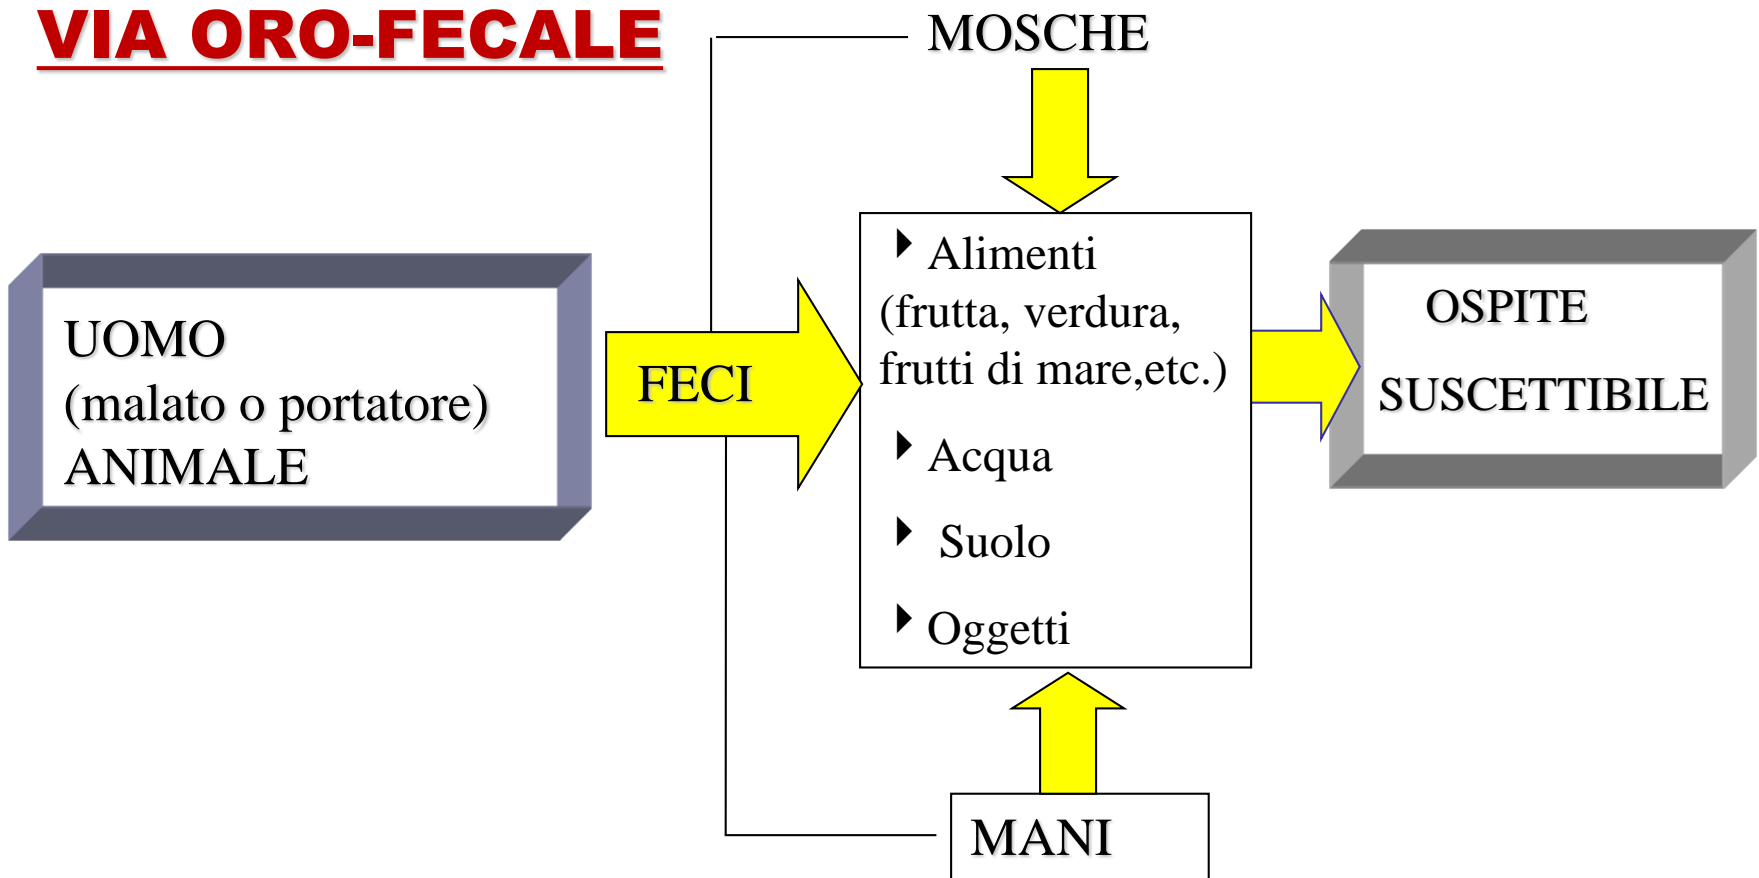 VIA ORO-FECALE
MOSCHE
UOMO
(malato o portatore)
ANIMALE
FECI
Alimenti
(frutta, verdura,
frutti di mare,etc.)
Acqua
Suolo
Oggetti
OSPITE
SUSCETTIBILE
MANI